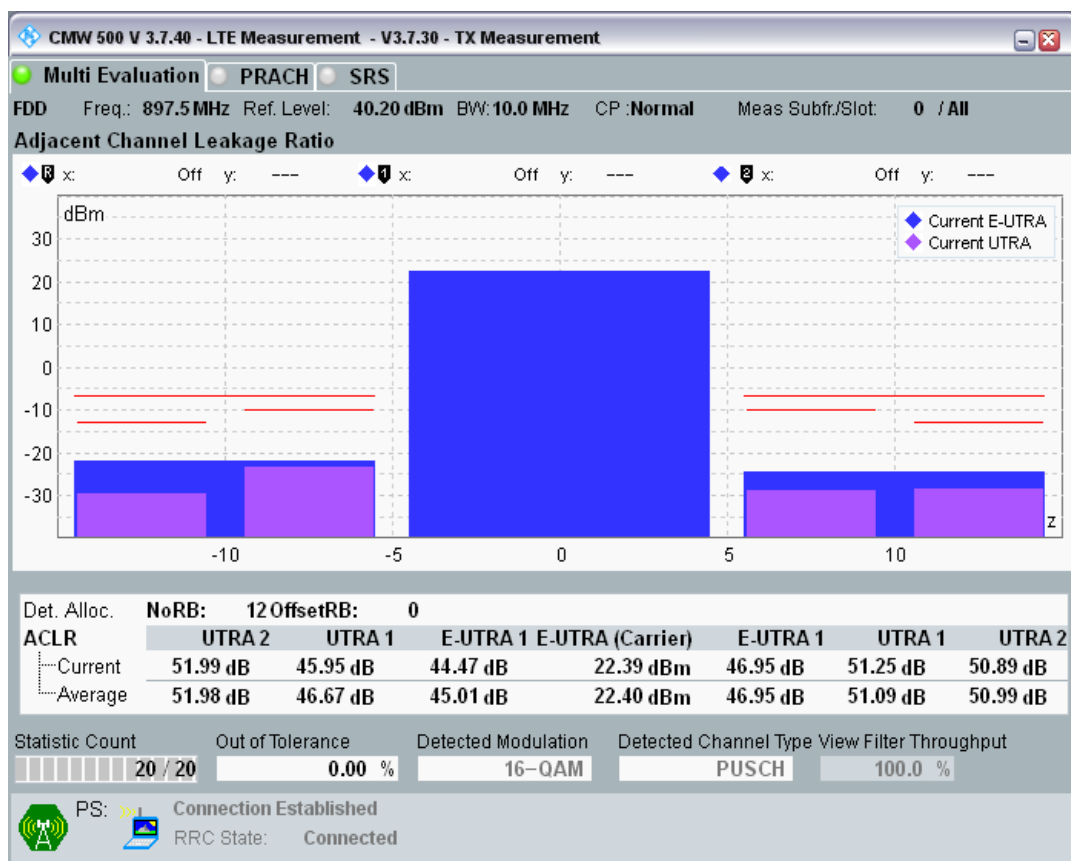 CMW 500 V 3.7.40 - LTE Measurement - V3.7.30 - TX Measurement
Multi Evaluation PRACH SRS
FDD Freq.: 897.5 MHz Ref. Level: 40.20 dBm BW: 10.0 MHz CP : Normal Meas Subfr./Slot: 0 / All
Adjacent Channel Leakage Ratio
R x: Off y: --- 1 x: Off y: --- 2 x: Off y: ---
dBm
Current E-UTRA
Current UTRA
30
20
10
0
-10
-20
-30
z
-10 -5 0 5 10
Det. Alloc. NoRB: 12 OffsetRB: 0
ACLR UTRA 2 UTRA 1 E-UTRA 1 E-UTRA (Carrier) E-UTRA 1 UTRA 1 UTRA 2
Current 51.99 dB 45.95 dB 44.47 dB 22.39 dBm 46.95 dB 51.25 dB 50.89 dB
Average 51.98 dB 46.67 dB 45.01 dB 22.40 dBm 46.95 dB 51.09 dB 50.99 dB
Statistic Count Out of Tolerance Detected Modulation Detected Channel Type View Filter Throughput
20 / 20 0.00 % 16-QAM PUSCH 100.0 %
PS: Connection Established
RRC State: Connected